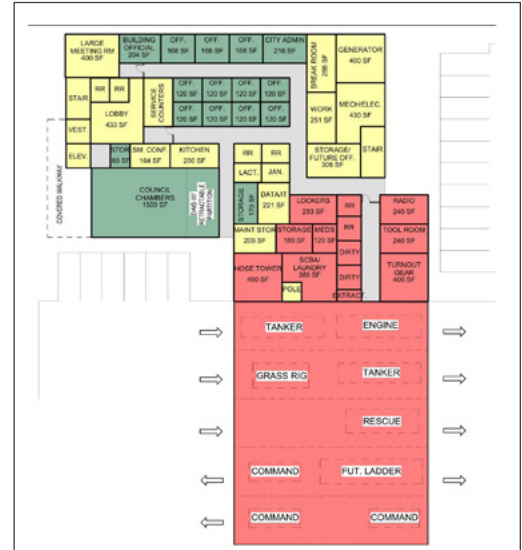 LARGE
MEETING RM
400 SF
BUILDING
OFFICIAL
204 SF
OFF.
168 SF
OFF.
168 SF
OFF.
168 SF
CITY ADMIN
216 SF
BREAK ROOM
GENERATOR
400 SF
STAIR
RR
RR
LOBBY
433 SF
SERVICE
COUNTERS
OFF.
120 SF
OFF.
120 SF
OFF.
120 SF
OFF.
120 SF
OFF.
120 SF
OFF.
120 SF
OFF.
120 SF
OFF.
120 SF
WORK
251 SF
MECH/ELEC.
430 SF
VEST.
ELEV.
STOR
60 SF
SM. CONF.
164 SF
KITCHEN
200 SF
STORAGE/
FUTURE OFF.
308 SF
STAIR
COVERED WALKWAY
COUNCIL
CHAMBERS
1500 SF
DAIS W/
RETRACTABLE
PARTITION
RR
RR
LACT.
JAN.
STORAGE
170 SF
DATA/IT
221 SF
LOCKERS
233 SF
RR
RADIO
240 SF
MAINT STOR
209 SF
STORAGE
180 SF
MEDS.
120 SF
RR
TOOL ROOM
240 SF
DIRTY
HOSE TOWER
400 SF
SCBA/
LAUNDRY
386 SF
DIRTY
TURNOUT
GEAR
400 SF
POLE
EXTRACT.
TANKER
ENGINE
GRASS RIG
TANKER
RESCUE
COMMAND
FUT. LADDER
COMMAND
COMMAND